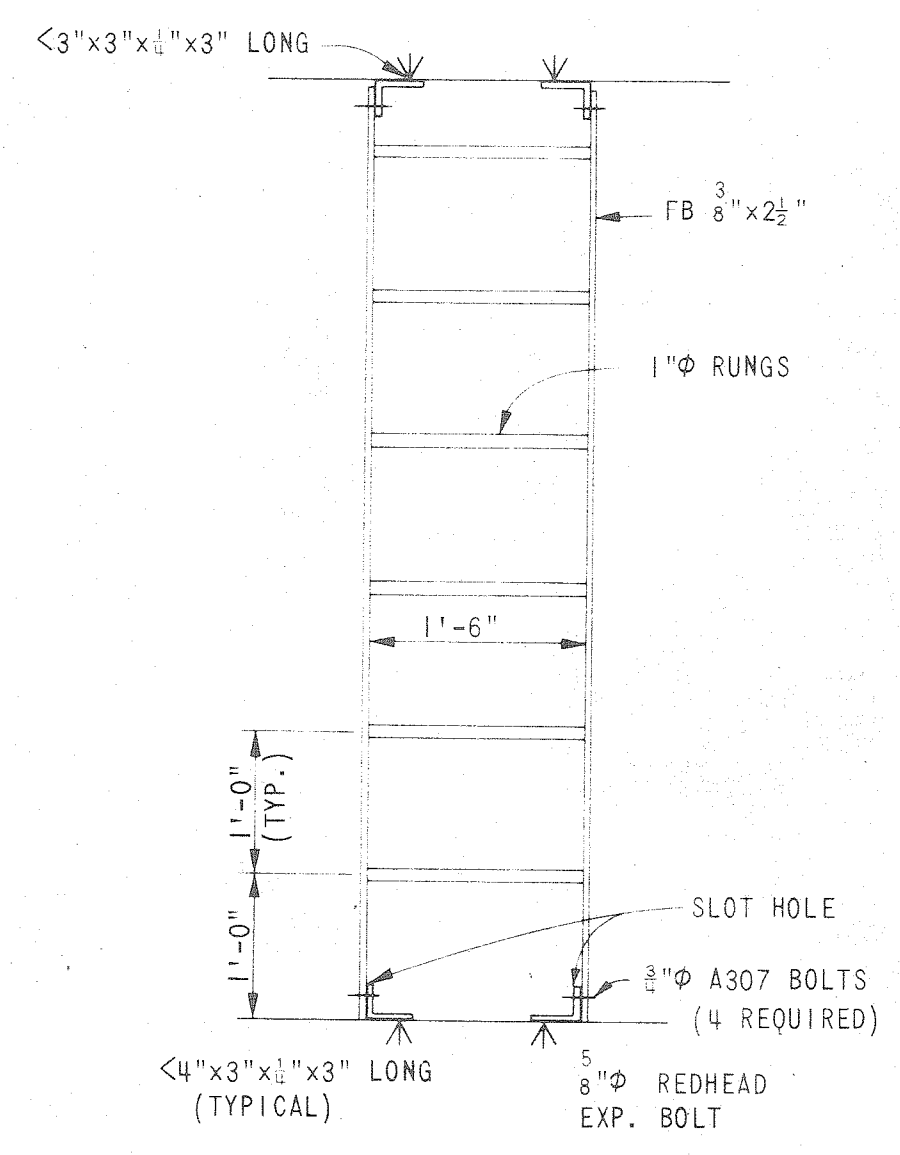 <3"x3"x1/4"x3" LONG
FB 3/8"x2 1/2"
1"Φ RUNGS
1'-6"
1'-0"
(TYP.)
1'-0"
SLOT HOLE
3/4"Φ A307 BOLTS
(4 REQUIRED)
<4"x3"x1/4"x3" LONG
(TYPICAL)
5/8"Φ REDHEAD
EXP. BOLT